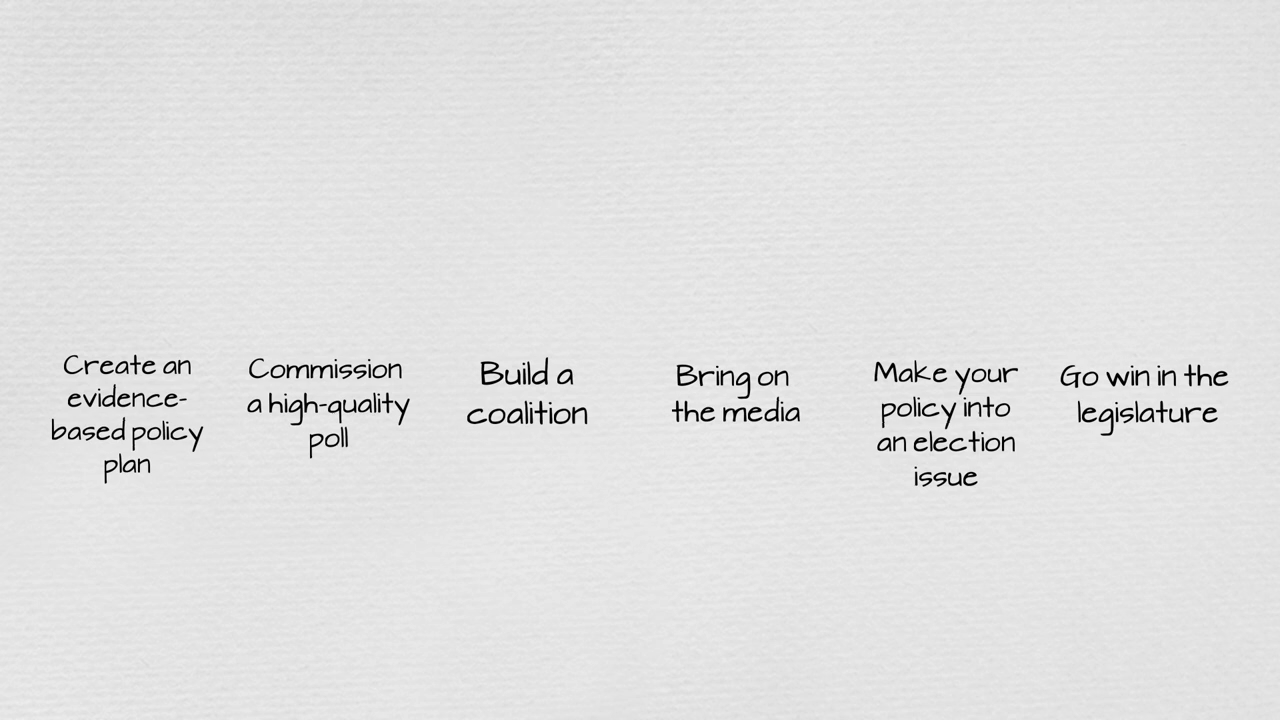 Create an
evidence-
based policy
plan
Commission
a high-quality
poll
Build a
coalition
Bring on
the media
Make your
policy into
an election
issue
Go win in the
legislature